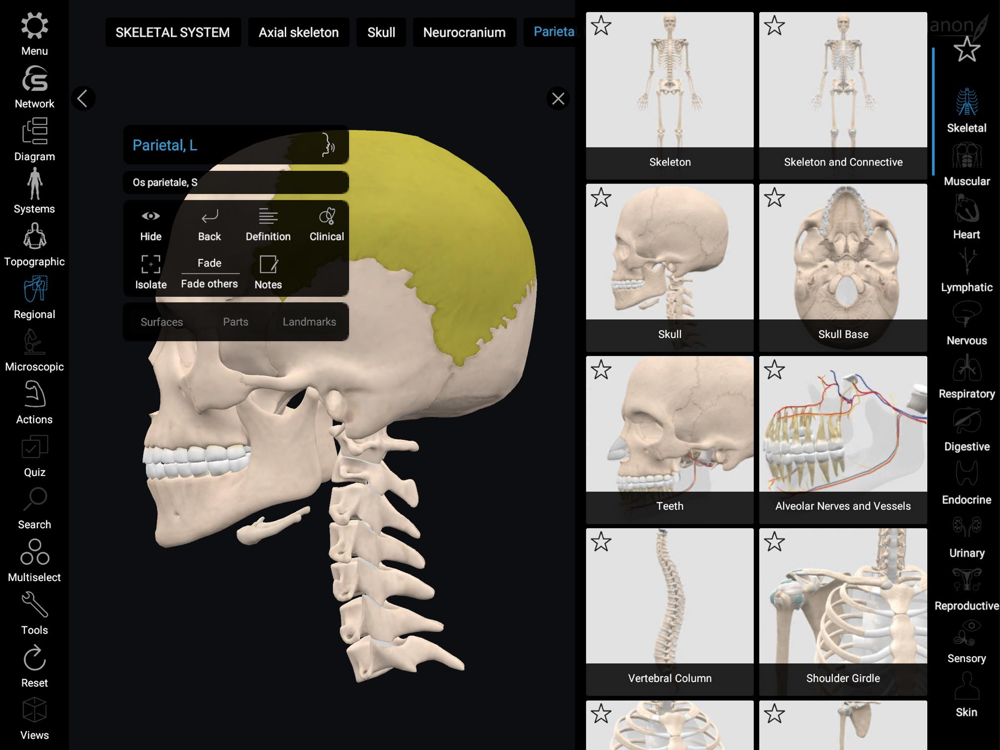 Menu
Network
Diagram
Systems
Topographic
Regional
Microscopic
Actions
Quiz
Search
Multiselect
Tools
Reset
Views
SKELETAL SYSTEM
Axial skeleton
Skull
Neurocranium
Parietal,
Parietal, L
Os parietale, S
Hide
Back
Definition
Clinical
Isolate
Fade
Fade others
Notes
Surfaces
Parts
Landmarks
Skeleton
Skeleton and Connective
Skull
Skull Base
Teeth
Alveolar Nerves and Vessels
Vertebral Column
Shoulder Girdle
anon
Skeletal
Muscular
Heart
Lymphatic
Nervous
Respiratory
Digestive
Endocrine
Urinary
Reproductive
Sensory
Skin